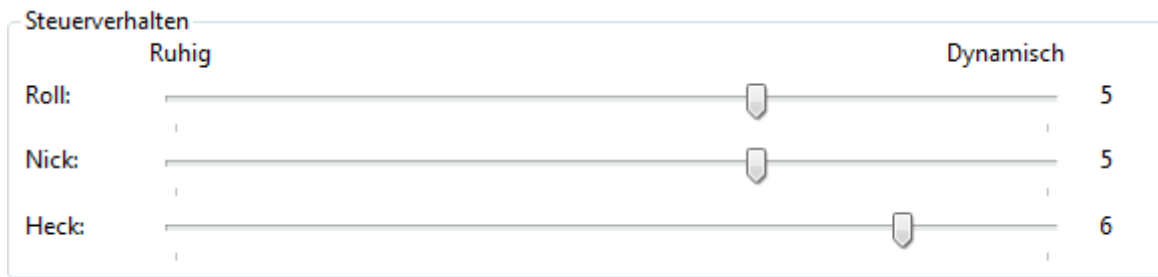 Steuerverhalten
Ruhig Dynamisch
Roll: 5
Nick: 5
Heck: 6